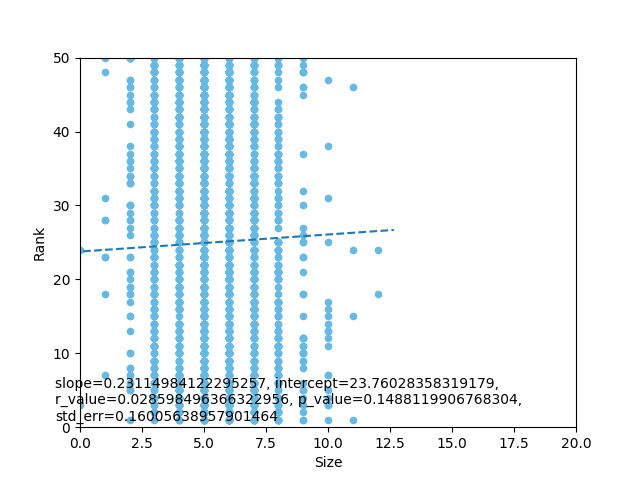 50
40
30
20
10
0
Rank
slope=0.23114984122295257, intercept=23.76028358319179,
r_value=0.028598496366322956, p_value=0.1488119906768304,
std_err=0.16005638957901464
0.0 2.5 5.0 7.5 10.0 12.5 15.0 17.5 20.0
Size